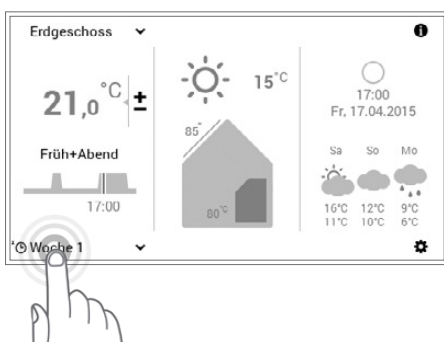 Erdgeschoss
21,0 °C ±
Früh+Abend
17:00
Woche 1
15°C
85°
80°C
17:00
Fr, 17.04.2015
Sa So Mo
16°C 12°C 9°C
11°C 10°C 6°C